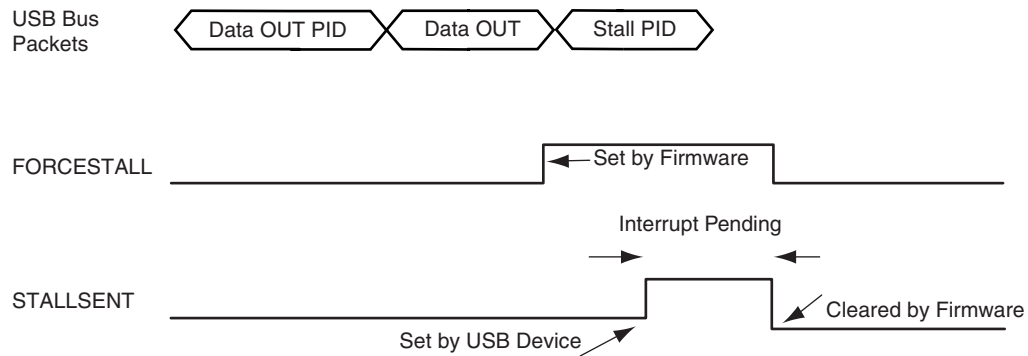 USB Bus
Packets
Data OUT PID
Data OUT
Stall PID
FORCESTALL
Set by Firmware
Interrupt Pending
STALLSENT
Cleared by Firmware
Set by USB Device